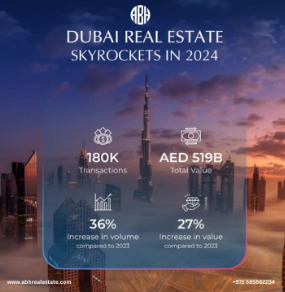 ABH
DUBAI REAL ESTATE
SKYROCKETS IN 2024
180K
Transactions
AED 519B
Total Value
36%
Increase in volume
compared to 2023
27%
Increase in value
compared to 2023
www.abhrealestate.com
+971 585062234